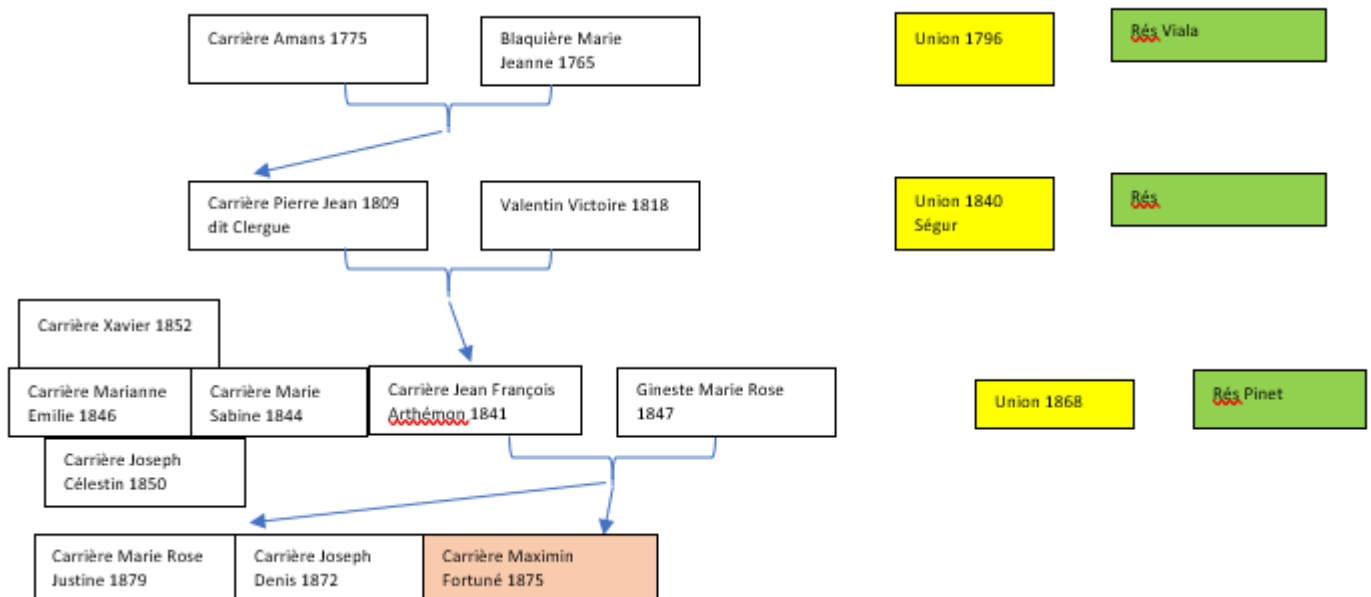 Carrière Amans 1775
Blaquière Marie
Jeanne 1765
Union 1796
Rés Viala
Carrière Pierre Jean 1809
dit Clergue
Valentin Victoire 1818
Union 1840
Ségur
Rés
Carrière Xavier 1852
Carrière Marianne
Emilie 1846
Carrière Marie
Sabine 1844
Carrière Jean François
Arthémon 1841
Gineste Marie Rose
1847
Union 1868
Rés Pinet
Carrière Joseph
Célestin 1850
Carrière Marie Rose
Justine 1879
Carrière Joseph
Denis 1872
Carrière Maximin
Fortuné 1875